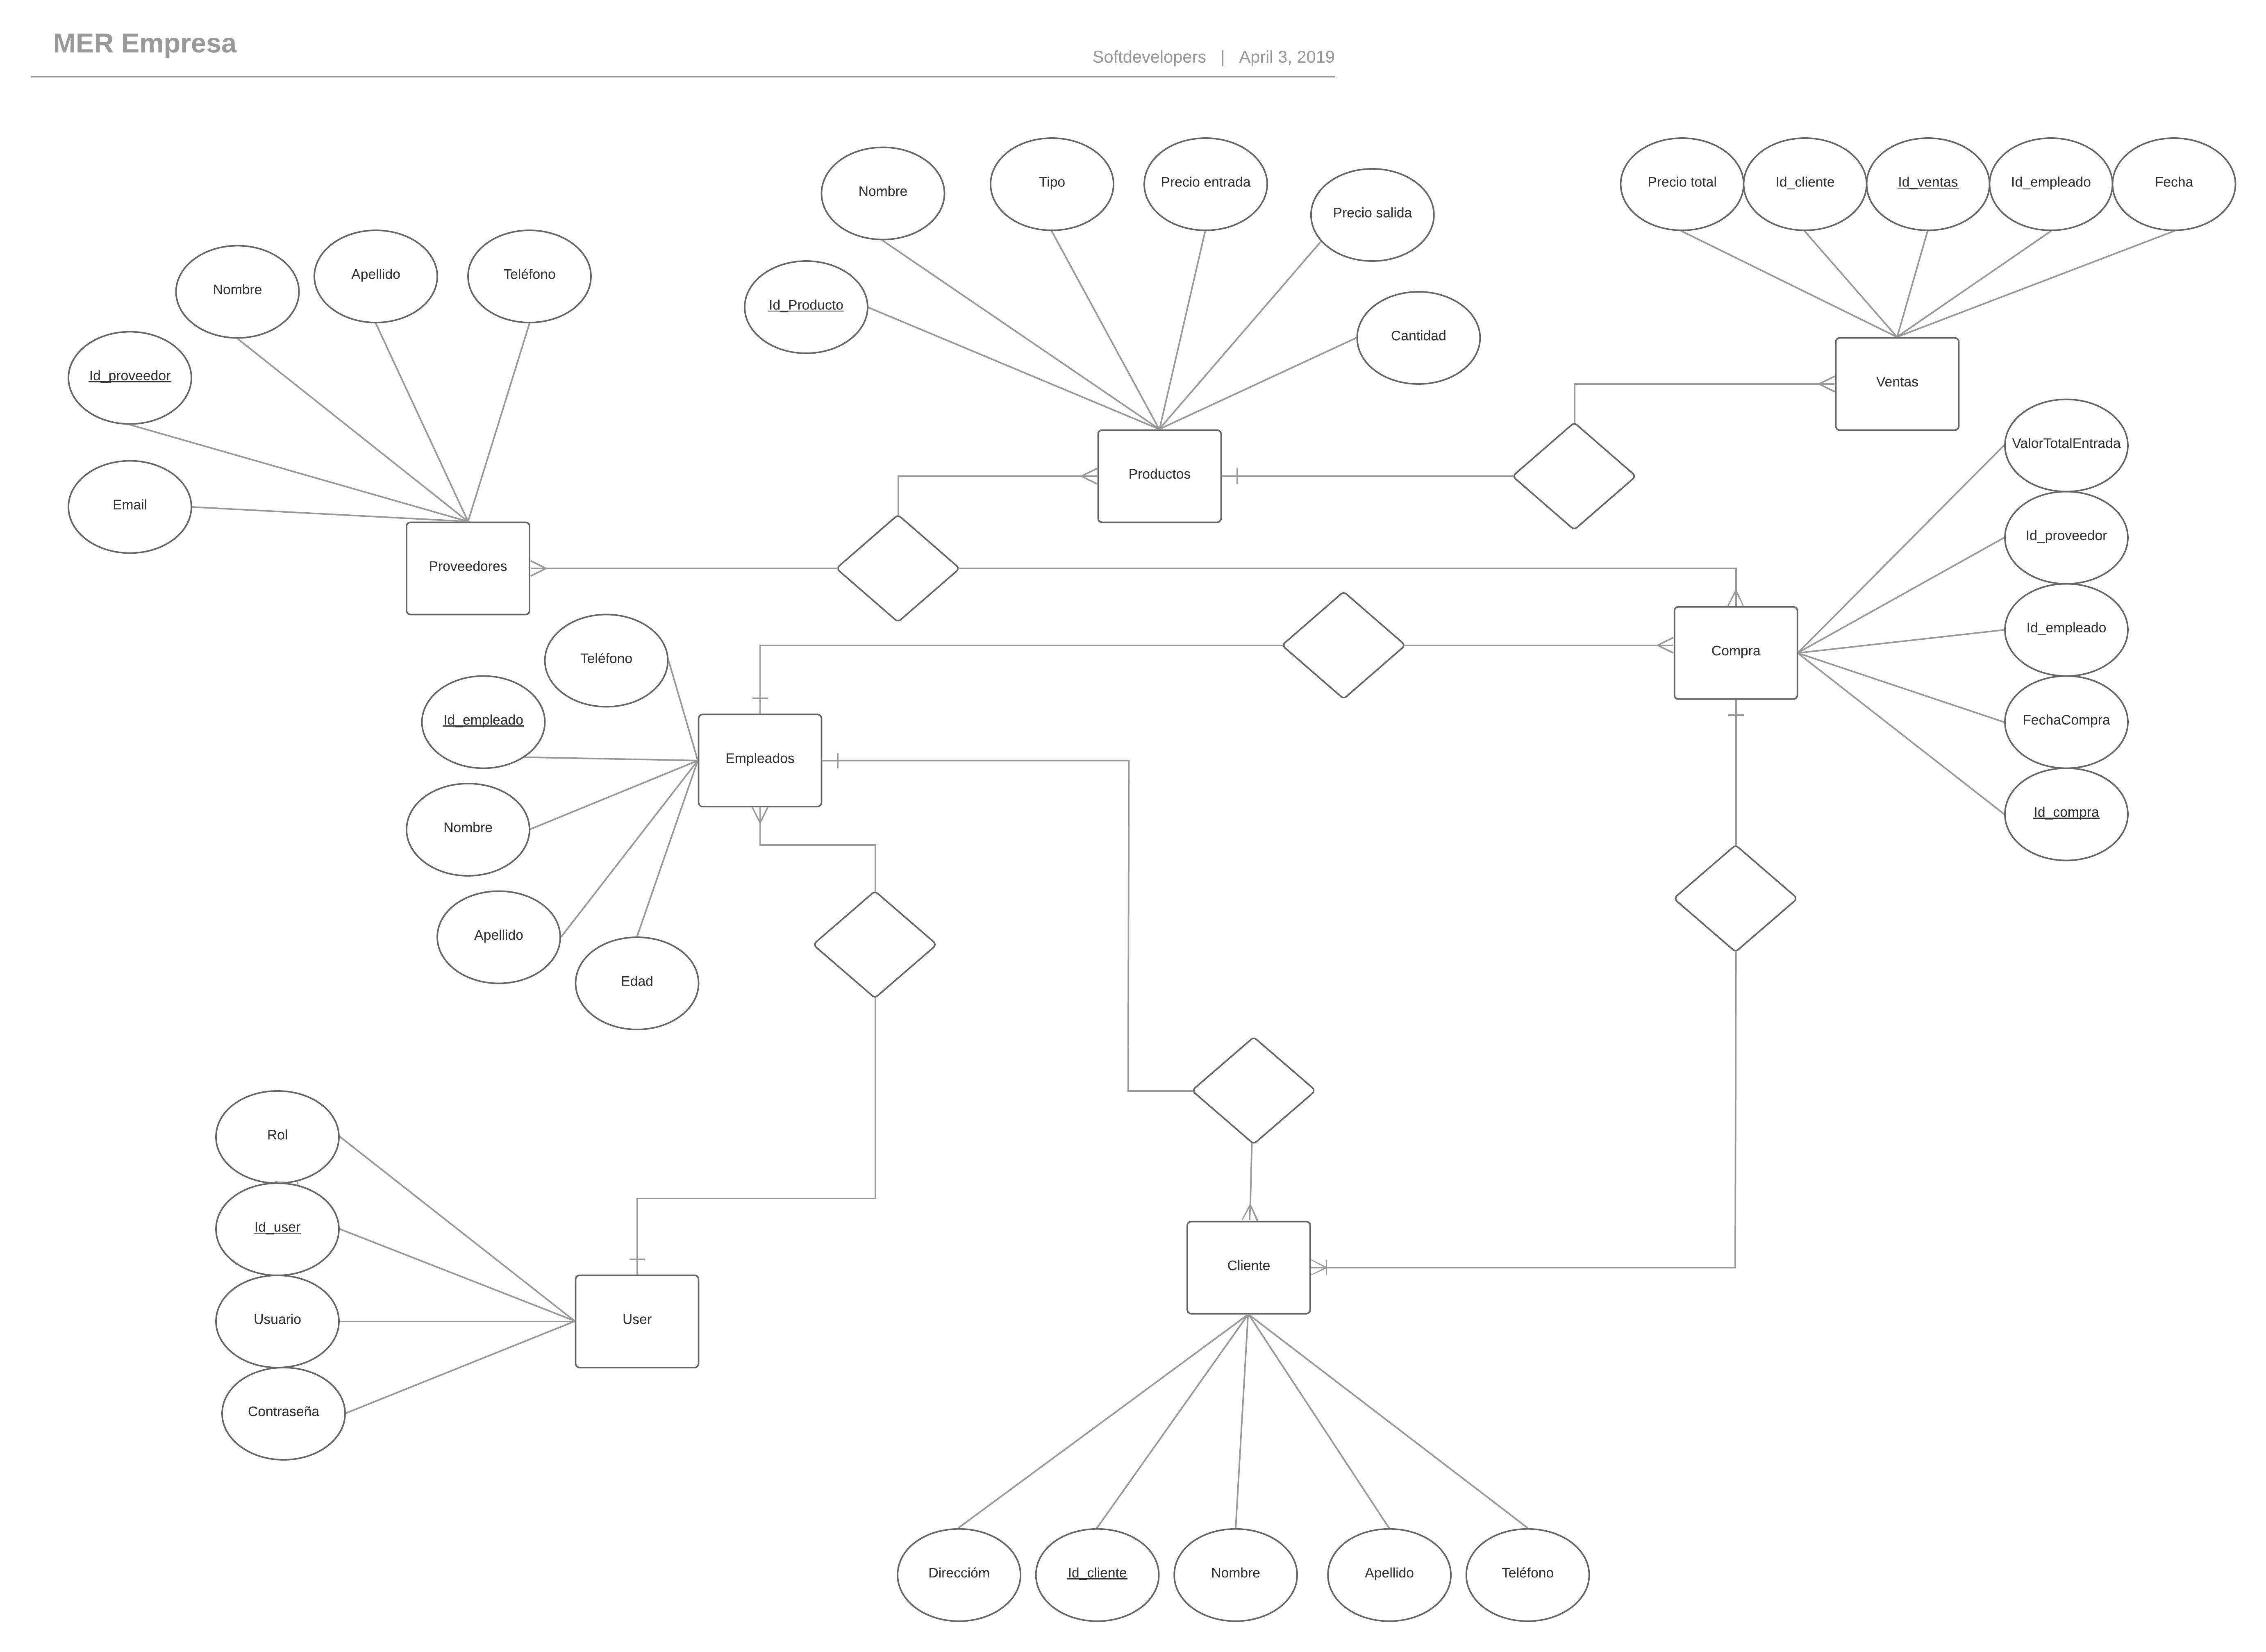 MER Empresa
Softdevelopers | April 3, 2019
Precio total
Id_cliente
Id_ventas
Id_empleado
Fecha
Nombre
Tipo
Precio entrada
Precio salida
Nombre
Apellido
Teléfono
Id_Producto
Cantidad
Id_proveedor
Ventas
ValorTotalEntrada
Email
Productos
Id_proveedor
Proveedores
Teléfono
Id_empleado
Compra
Id_empleado
FechaCompra
Empleados
Nombre
Id_compra
Apellido
Edad
Rol
Id_user
Cliente
Usuario
User
Contraseña
Direccióm
Id_cliente
Nombre
Apellido
Teléfono